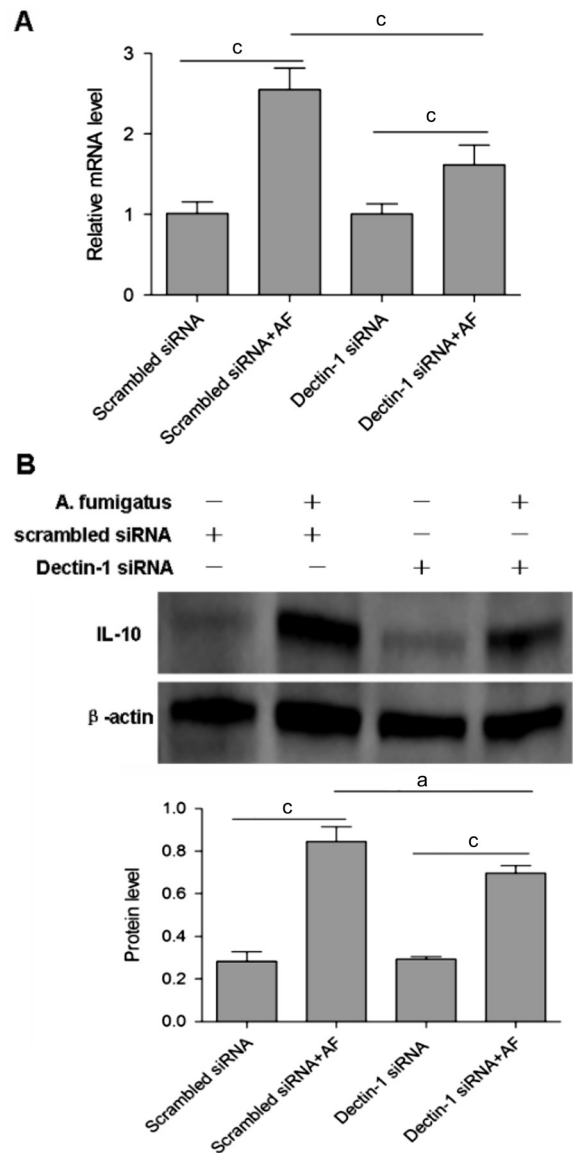 A
c
c
c
3
2
1
0
Relative mRNA level
Scrambled siRNA
Scrambled siRNA+AF
Dectin-1 siRNA
Dectin-1 siRNA+AF
B
A. fumigatus − + − +
scrambled siRNA + + − −
Dectin-1 siRNA − − + +
IL-10
β-actin
a
c
c
1.0
0.8
0.6
0.4
0.2
0.0
Protein level
Scrambled siRNA
Scrambled siRNA+AF
Dectin-1 siRNA
Dectin-1 siRNA+AF